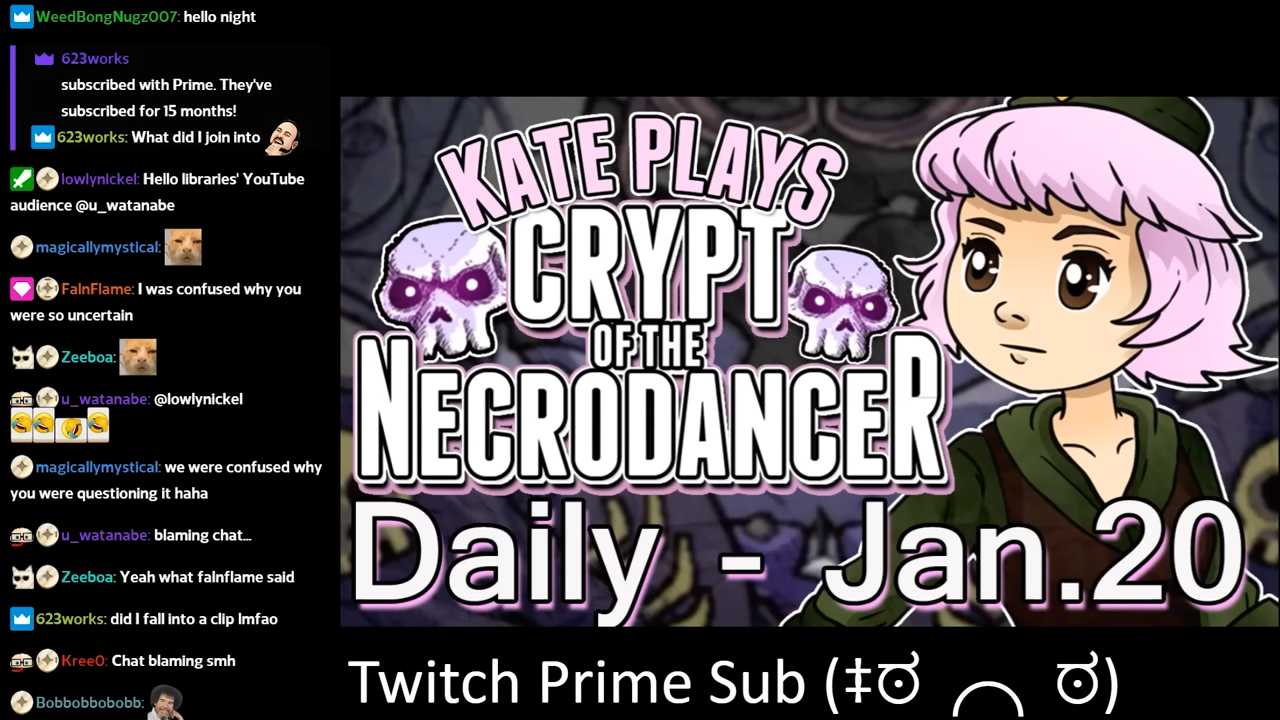 WeedBongNugz007: hello night
623works
subscribed with Prime. They've
subscribed for 15 months!
623works: What did I join into
lowlynickel: Hello libraries' YouTube
audience @u_watanabe
magicallymystical:
FalnFlame: I was confused why you
were so uncertain
Zeeboa:
u_watanabe: @lowlynickel
magicallymystical: we were confused why
you were questioning it haha
u_watanabe: blaming chat...
Zeeboa: Yeah what falnflame said
623works: did I fall into a clip lmfao
Kree0: Chat blaming smh
Bobbobbobobb:
KATE PLAYS
CRYPT
OF THE
NECRODANCER
Daily - Jan.20
Twitch Prime Sub (‡ಠ ╭╮ ಠ)